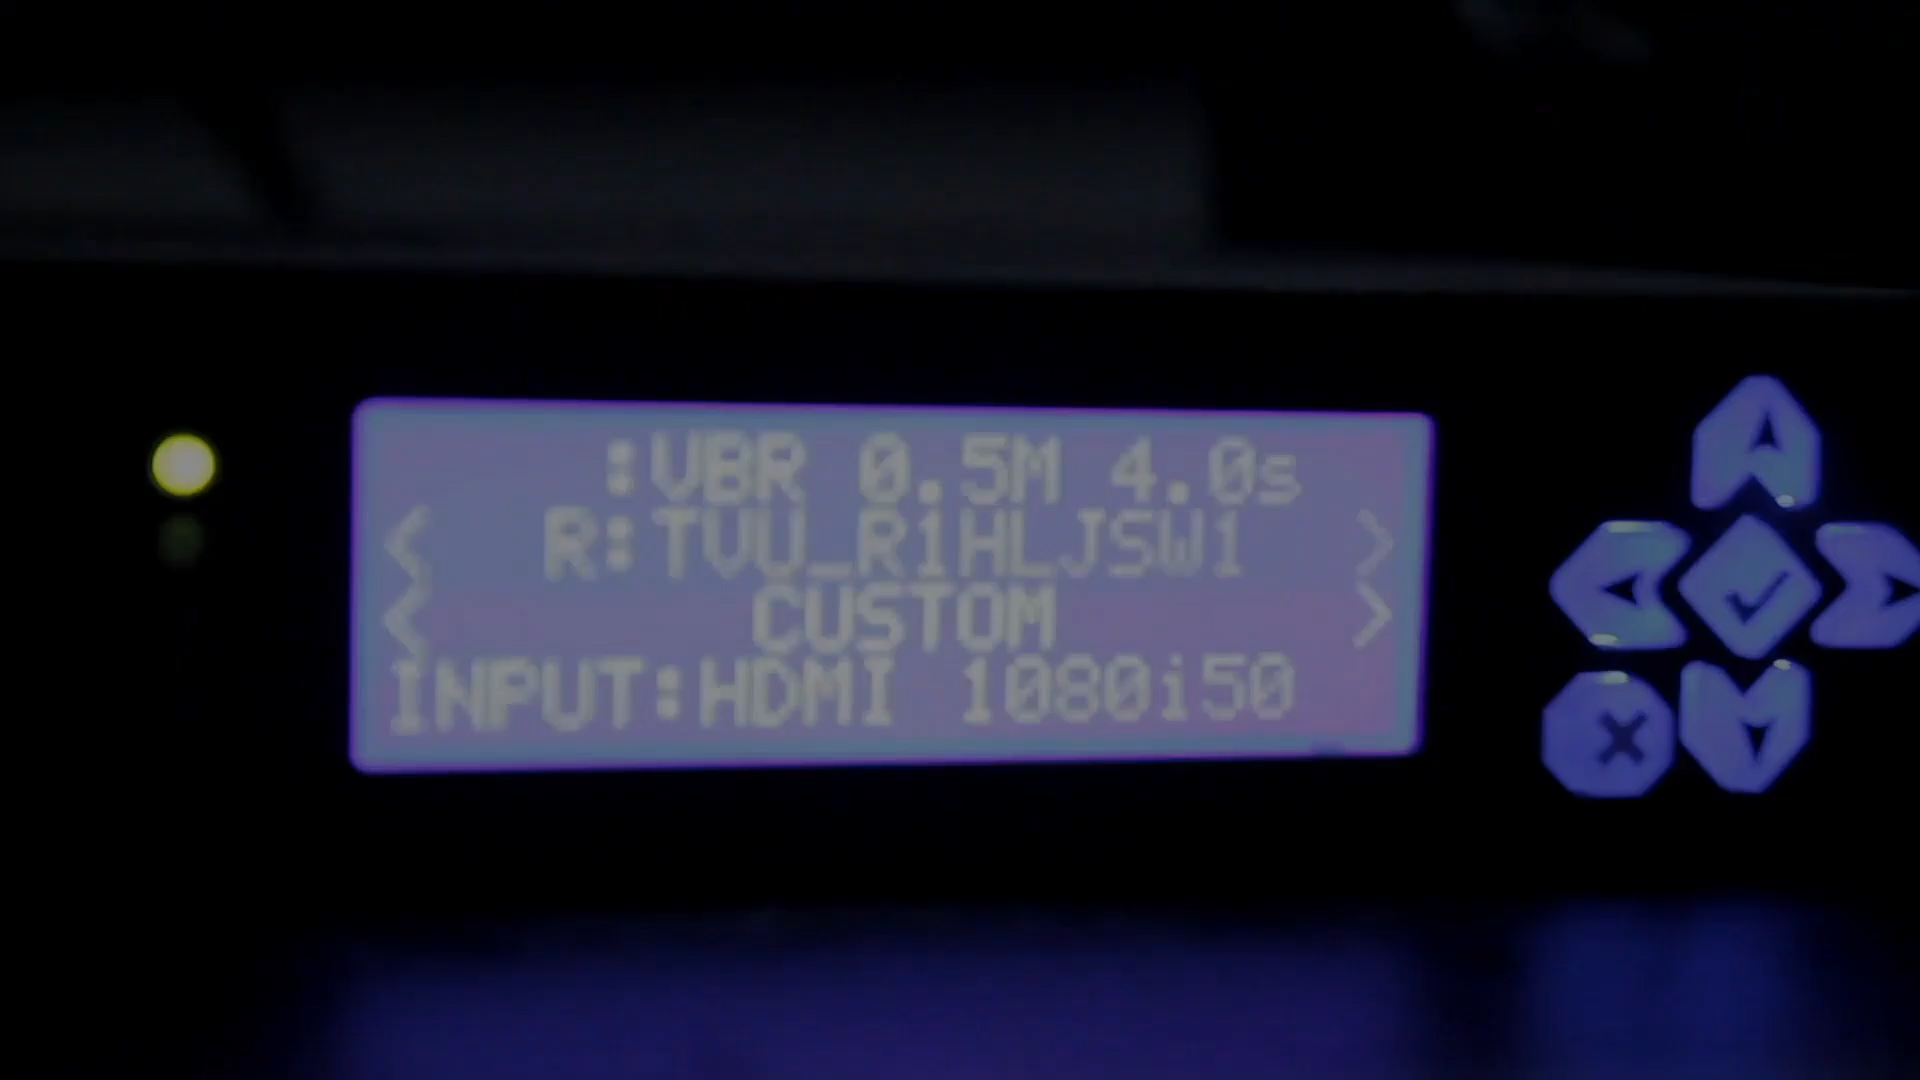 :VBR 0.5M 4.0s
< R:TVU_R1HLJSW1 >
< CUSTOM >
INPUT:HDMI 1080i50